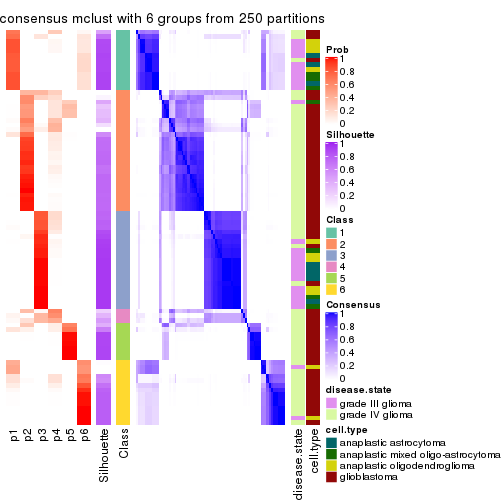 consensus mclust with 6 groups from 250 partitions
Prob
1
0.8
0.6
0.4
0.2
0
Silhouette
1
0.8
0.6
0.4
0.2
0
Class
1
2
3
4
5
6
Consensus
1
0.8
0.6
0.4
0.2
0
disease.state
grade III glioma
grade IV glioma
cell.type
anaplastic astrocytoma
anaplastic mixed oligo-astrocytoma
anaplastic oligodendroglioma
glioblastoma
p1
p2
p3
p4
p5
p6
Silhouette
Class
disease.state
cell.type